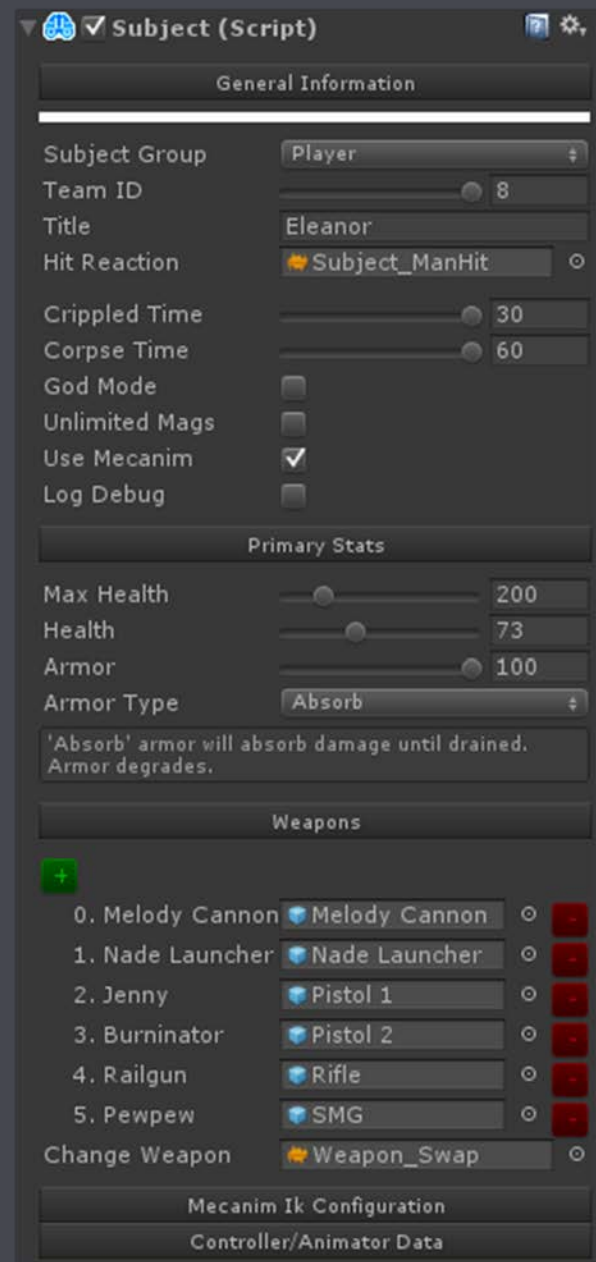 Subject (Script)
General Information
Subject Group Player
Team ID 8
Title Eleanor
Hit Reaction Subject_ManHit
Crippled Time 30
Corpse Time 60
God Mode
Unlimited Mags
Use Mecanim
Log Debug
Primary Stats
Max Health 200
Health 73
Armor 100
Armor Type Absorb
'Absorb' armor will absorb damage until drained.
Armor degrades.
Weapons
+
0. Melody Cannon Melody Cannon -
1. Nade Launcher Nade Launcher -
2. Jenny Pistol 1 -
3. Burninator Pistol 2 -
4. Railgun Rifle -
5. Pewpew SMG -
Change Weapon Weapon_Swap
Mecanim Ik Configuration
Controller/Animator Data